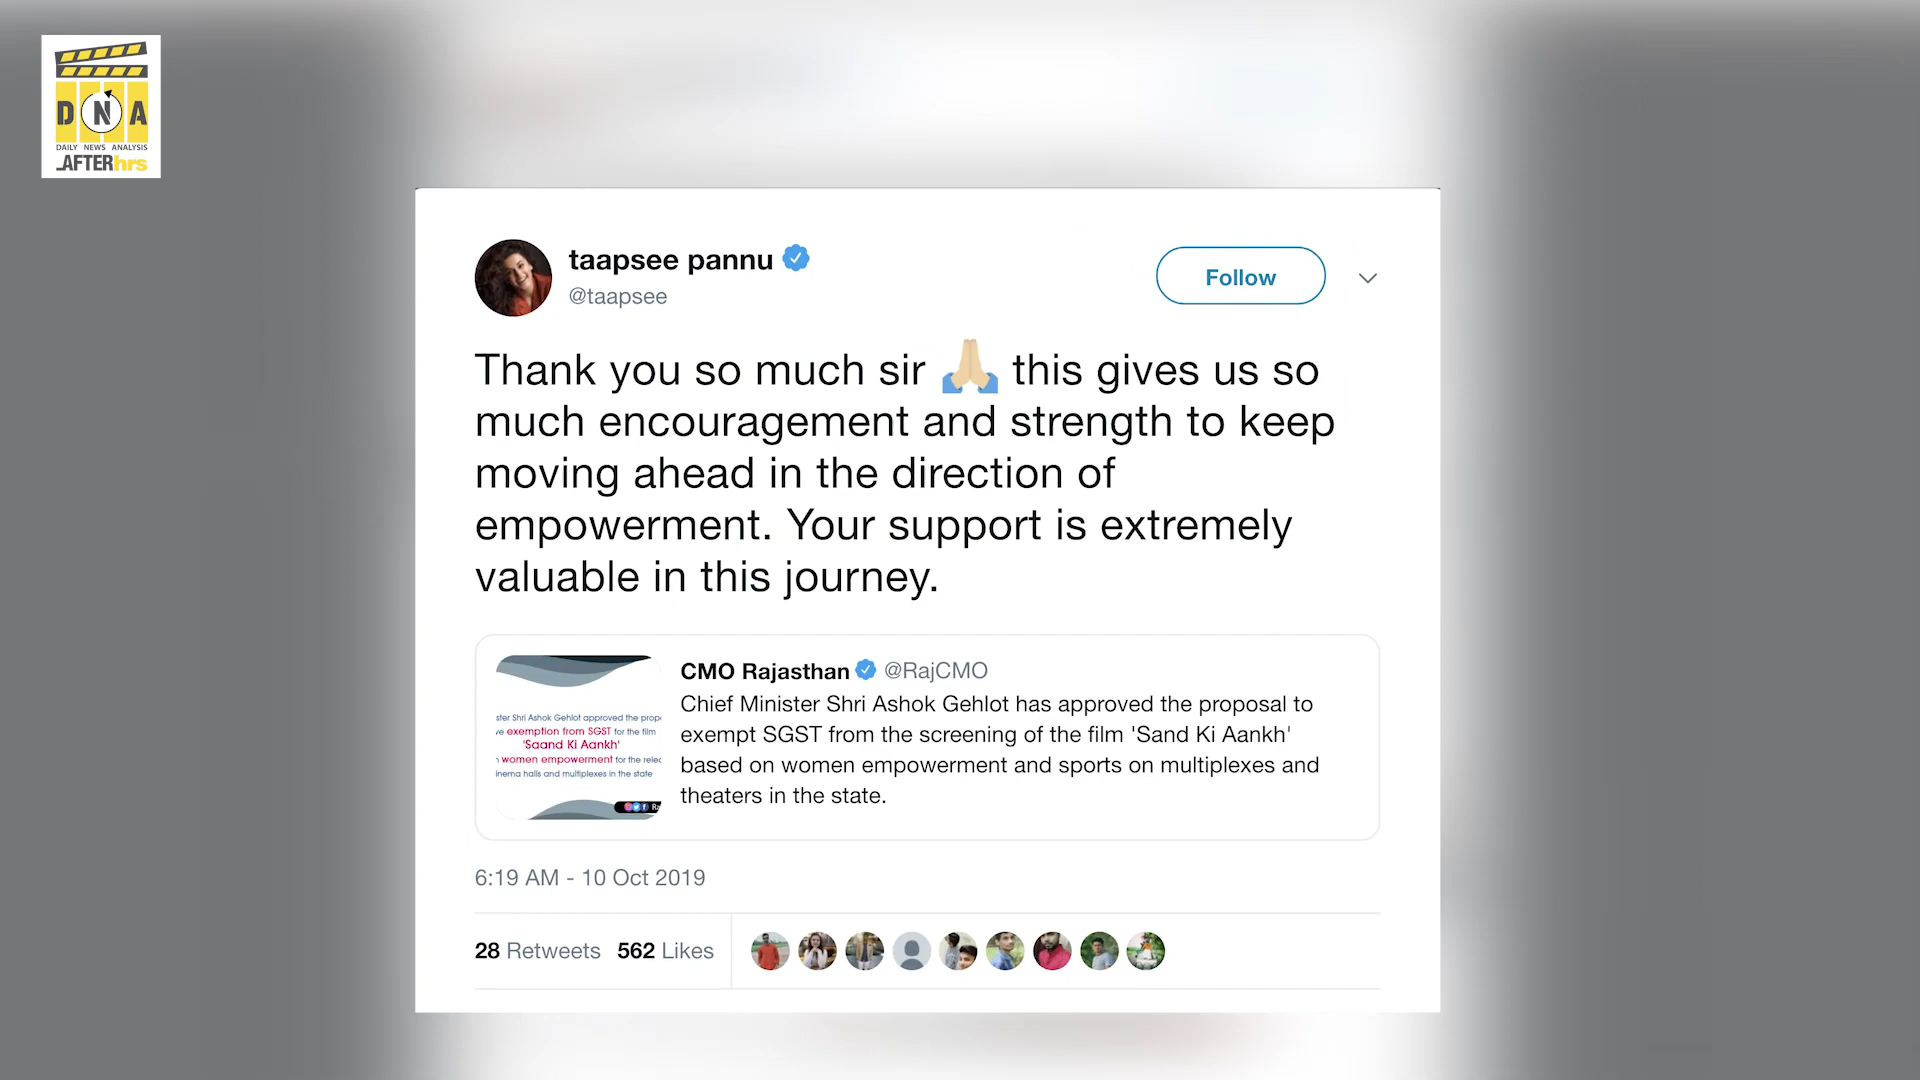 DNA
DAILY NEWS ANALYSIS
AFTERhrs
taapsee pannu
@taapsee
Follow
Thank you so much sir 🙏🏼 this gives us so
much encouragement and strength to keep
moving ahead in the direction of
empowerment. Your support is extremely
valuable in this journey.
ster Shri Ashok Gehlot approved the prop
exemption from SGST for the film
'Saand Ki Aankh'
women empowerment for the
cinema halls and multiplexes in the state
CMO Rajasthan @RajCMO
Chief Minister Shri Ashok Gehlot has approved the proposal to
exempt SGST from the screening of the film 'Sand Ki Aankh'
based on women empowerment and sports on multiplexes and
theaters in the state.
6:19 AM - 10 Oct 2019
28 Retweets 562 Likes